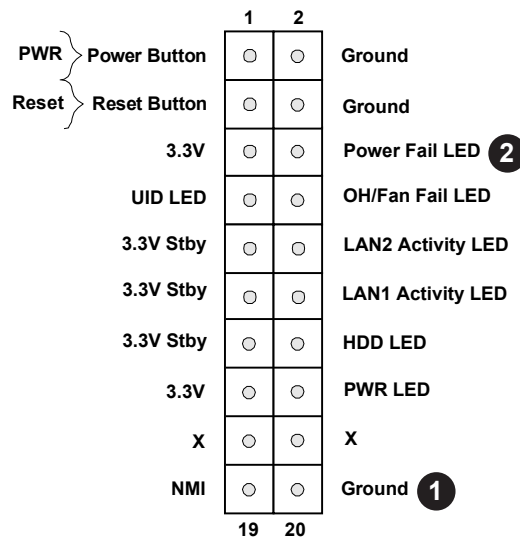 1 2
PWR Power Button Ground
Reset Reset Button Ground
3.3V Power Fail LED 2
UID LED OH/Fan Fail LED
3.3V Stby LAN2 Activity LED
3.3V Stby LAN1 Activity LED
3.3V Stby HDD LED
3.3V PWR LED
X X
NMI Ground 1
19 20